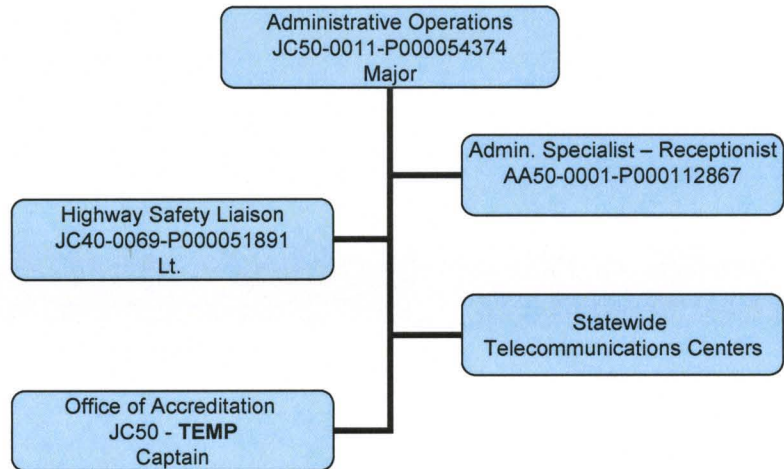 Administrative Operations
JC50-0011-P000054374
Major
Admin. Specialist – Receptionist
AA50-0001-P000112867
Highway Safety Liaison
JC40-0069-P000051891
Lt.
Statewide
Telecommunications Centers
Office of Accreditation
JC50 - TEMP
Captain